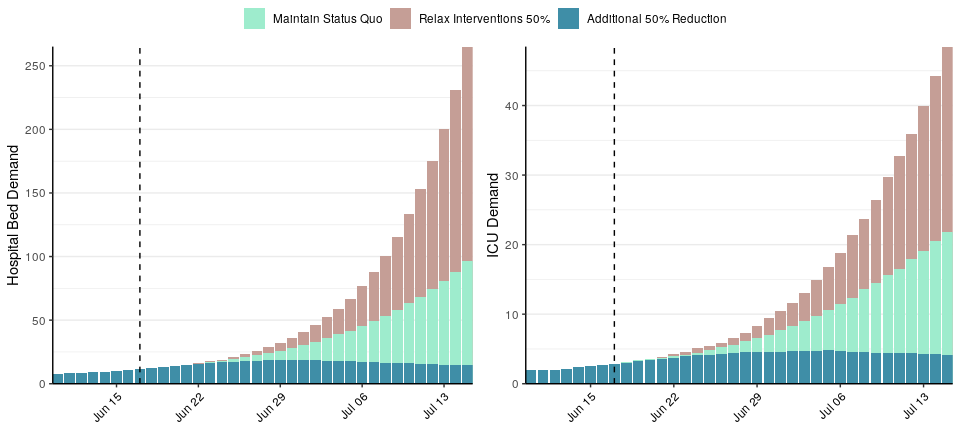 Maintain Status Quo Relax Interventions 50% Additional 50% Reduction
Hospital Bed Demand
250
200
150
100
50
0
Jun 15 Jun 22 Jun 29 Jul 06 Jul 13
ICU Demand
40
30
20
10
0
Jun 15 Jun 22 Jun 29 Jul 06 Jul 13